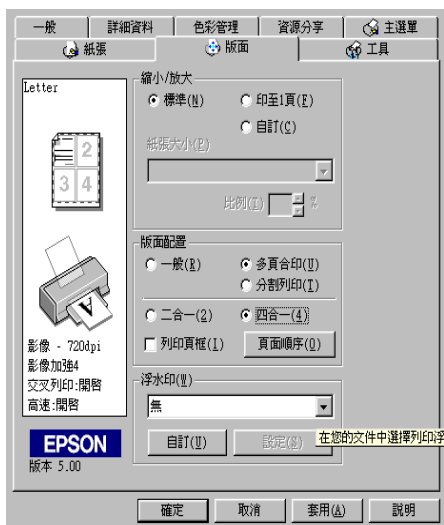 一般 詳細資料 色彩管理 資源分享 主選單
紙張 版面 工具
Letter
1 2
3 4
影像 - 720dpi
影像加強4
交叉列印:開啓
高速:開啓
EPSON
版本 5.00
縮小/放大
標準(N) 印至1頁(F)
自訂(C)
紙張大小(P)
比例(T) %
版面配置
一般(R) 多頁合印(U)
分割列印(T)
二合一(2) 四合一(4)
列印頁框(I) 頁面順序(O)
浮水印(W)
無
自訂(U) 設定(S)
在您的文件中選擇列印浮
確定 取消 套用(A) 説明